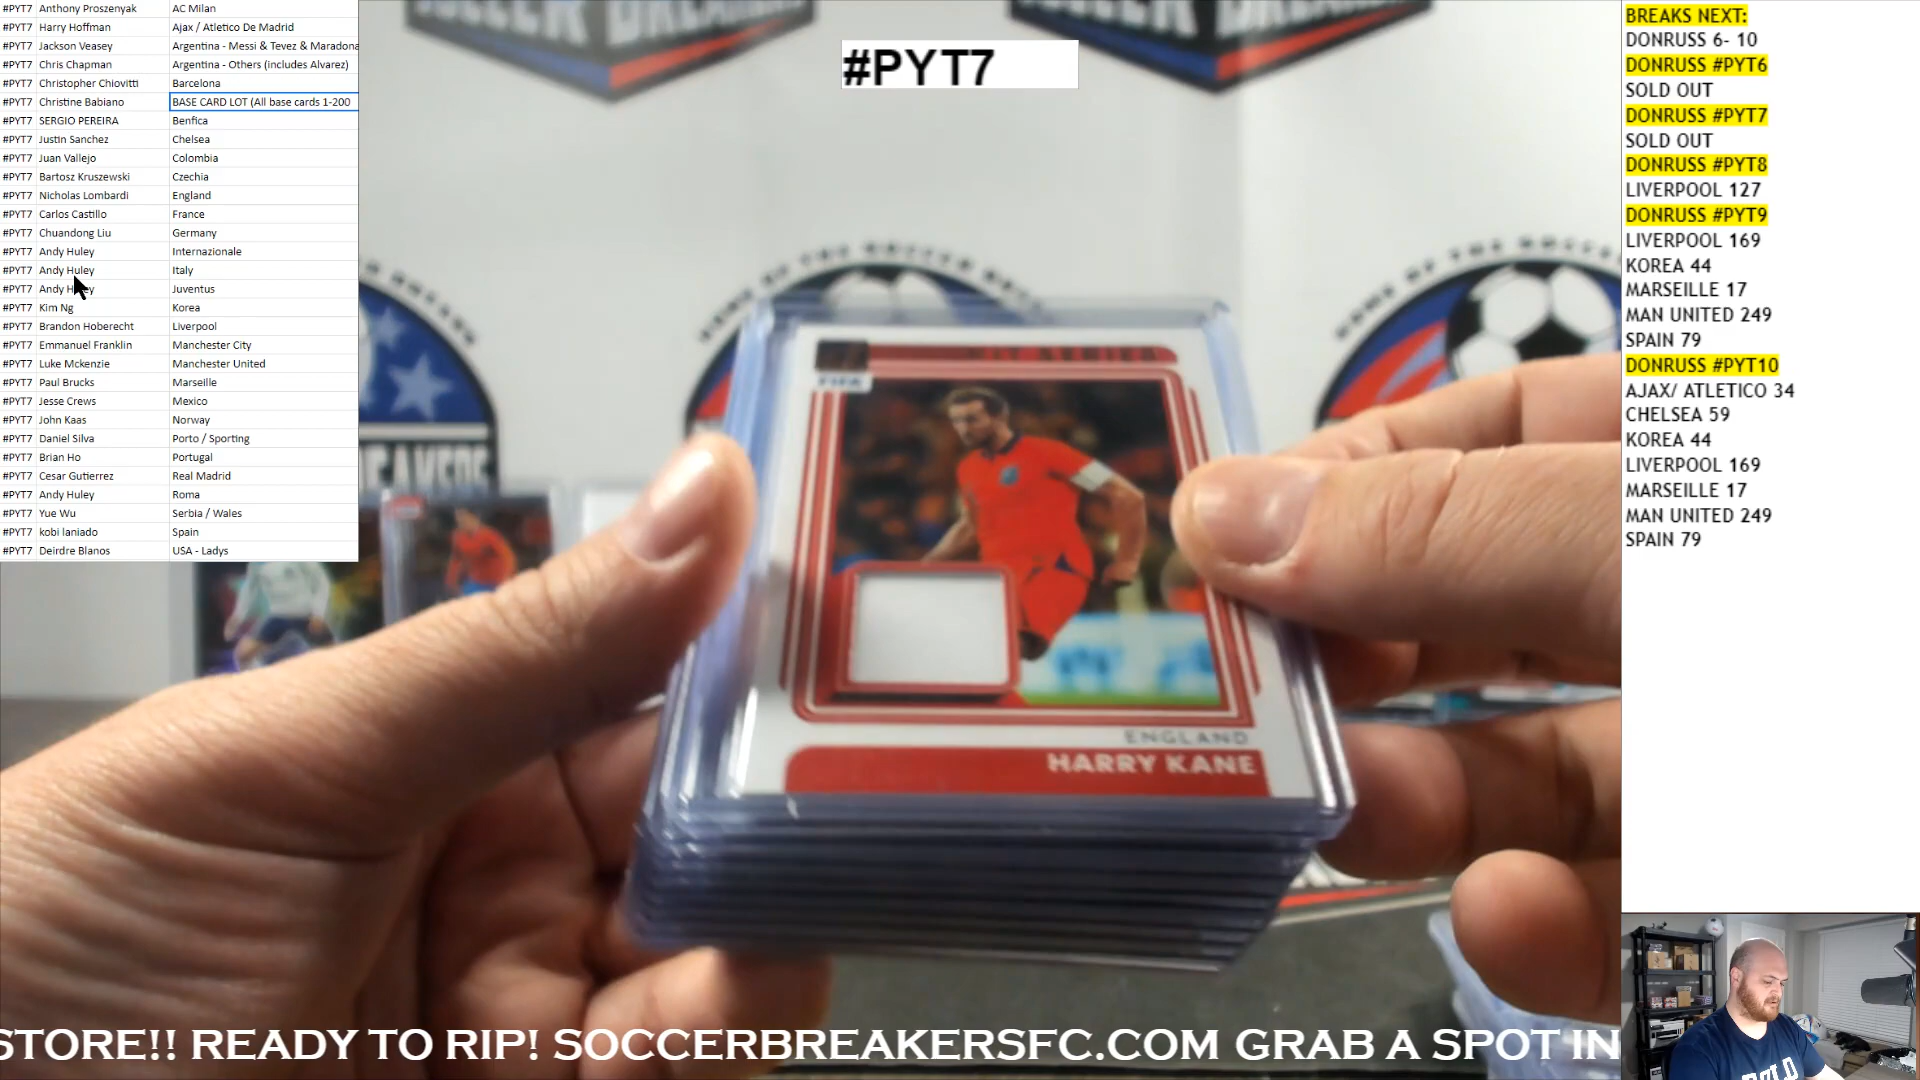 #PYT7 Anthony Proszenyak AC Milan
#PYT7 Harry Hoffman Ajax / Atletico De Madrid
#PYT7 Jackson Veasey Argentina - Messi & Tevez & Maradona
#PYT7 Chris Chapman Argentina - Others (includes Alvarez)
#PYT7 Christopher Chiovitti Barcelona
#PYT7 Christine Babiano BASE CARD LOT (All base cards 1-200
#PYT7 SERGIO PEREIRA Benfica
#PYT7 Justin Sanchez Chelsea
#PYT7 Juan Vallejo Colombia
#PYT7 Bartosz Kruszewski Czechia
#PYT7 Nicholas Lombardi England
#PYT7 Carlos Castillo France
#PYT7 Chuandong Liu Germany
#PYT7 Andy Huley Internazionale
#PYT7 Andy Huley Italy
#PYT7 Andy Juventus
#PYT7 Kim Ng Korea
#PYT7 Brandon Hoberecht Liverpool
#PYT7 Emmanuel Franklin Manchester City
#PYT7 Luke Mckenzie Manchester United
#PYT7 Paul Brucks Marseille
#PYT7 Jesse Crews Mexico
#PYT7 John Kaas Norway
#PYT7 Daniel Silva Porto / Sporting
#PYT7 Brian Ho Portugal
#PYT7 Cesar Gutierrez Real Madrid
#PYT7 Andy Huley Roma
#PYT7 Yue Wu Serbia / Wales
#PYT7 kobi laniado Spain
#PYT7 Deirdre Blanos USA - Ladys
SOCCER BREAKERS
SOCCER BREAKERS
#PYT7
FIFA
ENGLAND
HARRY KANE
BREAKS NEXT:
DONRUSS 6- 10
DONRUSS #PYT6
SOLD OUT
DONRUSS #PYT7
SOLD OUT
DONRUSS #PYT8
LIVERPOOL 127
DONRUSS #PYT9
LIVERPOOL 169
KOREA 44
MARSEILLE 17
MAN UNITED 249
SPAIN 79
DONRUSS #PYT10
AJAX/ ATLETICO 34
CHELSEA 59
KOREA 44
LIVERPOOL 169
MARSEILLE 17
MAN UNITED 249
SPAIN 79
STORE!! READY TO RIP! SOCCERBREAKERSFC.COM GRAB A SPOT IN